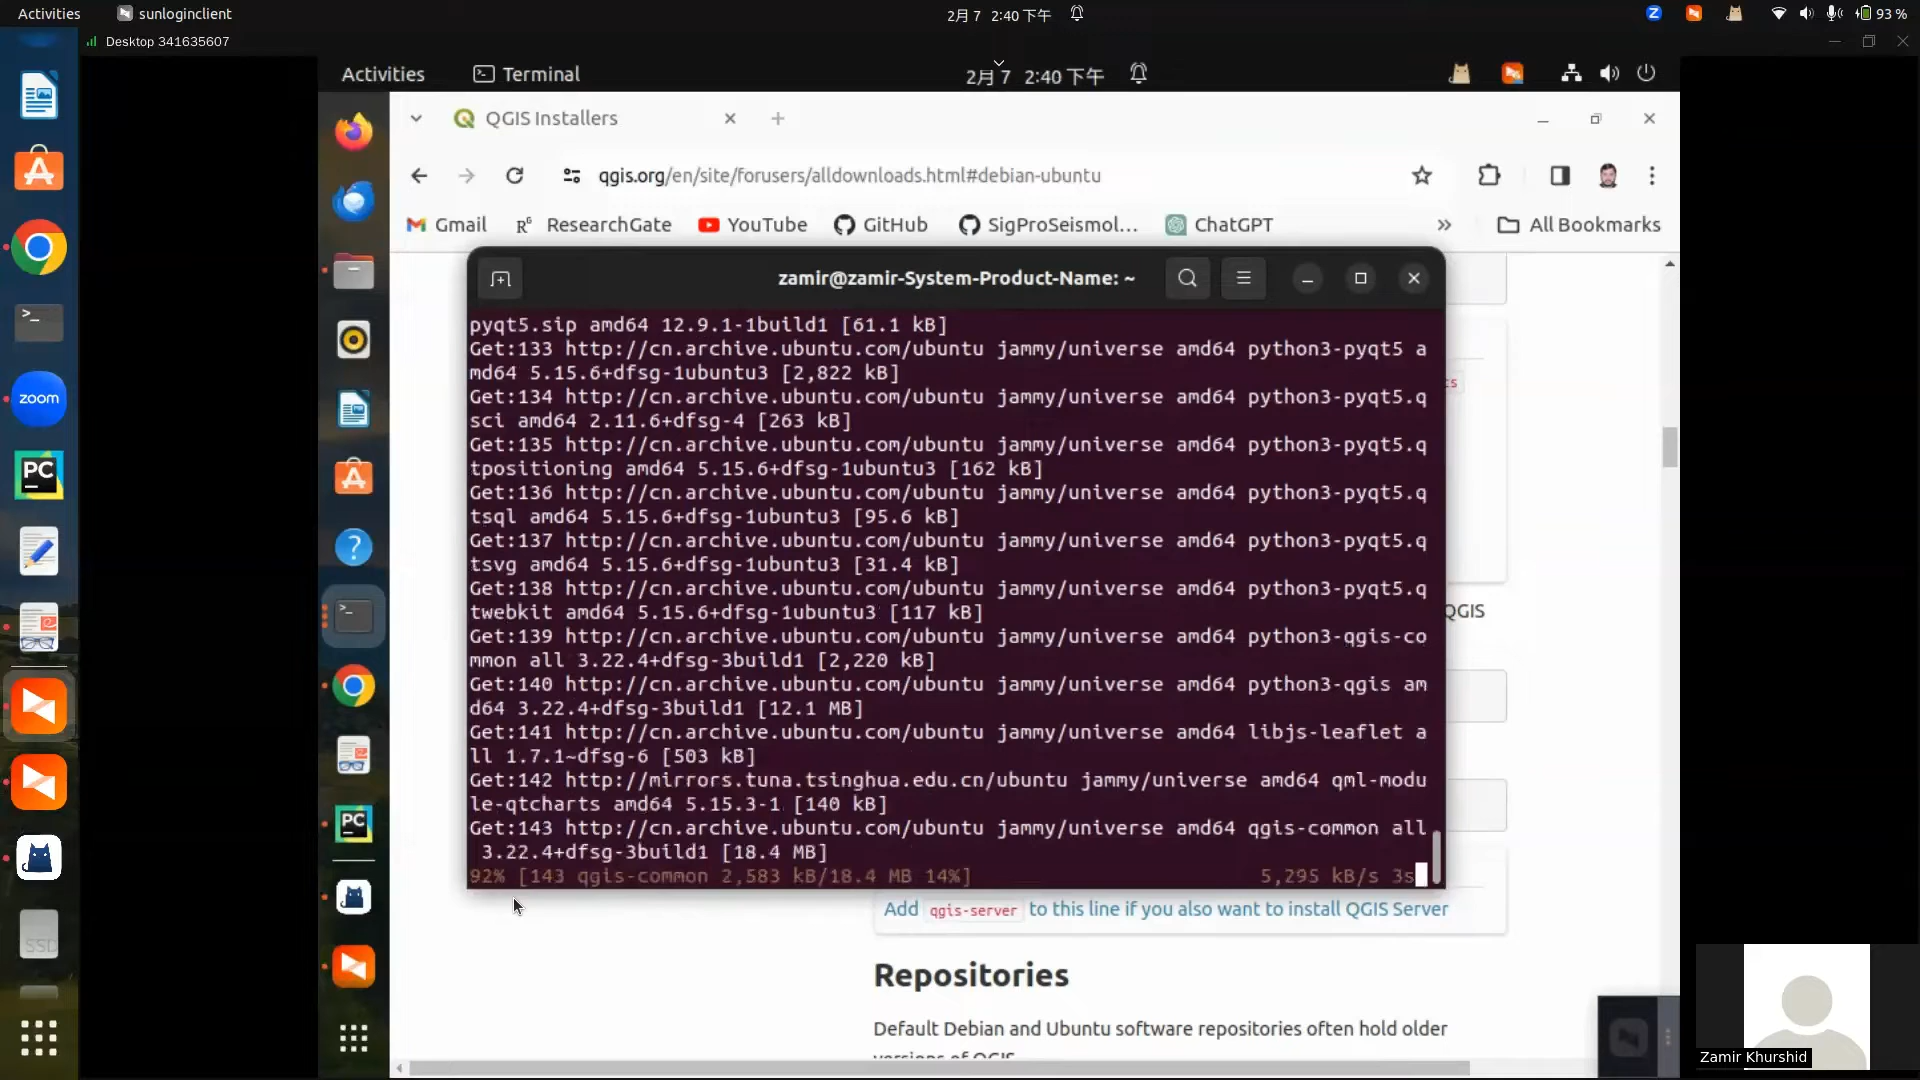 Activities
sunloginclient
2月 7 2:40 下午
93 %
Desktop 341635607
Activities
Terminal
2月 7 2:40 下午
QGIS Installers
qgis.org/en/site/forusers/alldownloads.html#debian-ubuntu
Gmail
ResearchGate
YouTube
GitHub
SigProSeismol...
ChatGPT
All Bookmarks
zamir@zamir-System-Product-Name: ~
pyqt5.sip amd64 12.9.1-1build1 [61.1 kB]
Get:133 http://cn.archive.ubuntu.com/ubuntu jammy/universe amd64 python3-pyqt5 a
md64 5.15.6+dfsg-1ubuntu3 [2,822 kB]
Get:134 http://cn.archive.ubuntu.com/ubuntu jammy/universe amd64 python3-pyqt5.q
sci amd64 2.11.6+dfsg-4 [263 kB]
Get:135 http://cn.archive.ubuntu.com/ubuntu jammy/universe amd64 python3-pyqt5.q
tpositioning amd64 5.15.6+dfsg-1ubuntu3 [162 kB]
Get:136 http://cn.archive.ubuntu.com/ubuntu jammy/universe amd64 python3-pyqt5.q
tsql amd64 5.15.6+dfsg-1ubuntu3 [95.6 kB]
Get:137 http://cn.archive.ubuntu.com/ubuntu jammy/universe amd64 python3-pyqt5.q
tsvg amd64 5.15.6+dfsg-1ubuntu3 [31.4 kB]
Get:138 http://cn.archive.ubuntu.com/ubuntu jammy/universe amd64 python3-pyqt5.q
twebkit amd64 5.15.6+dfsg-1ubuntu3 [117 kB]
Get:139 http://cn.archive.ubuntu.com/ubuntu jammy/universe amd64 python3-qgis-co
mmon all 3.22.4+dfsg-3build1 [2,220 kB]
Get:140 http://cn.archive.ubuntu.com/ubuntu jammy/universe amd64 python3-qgis am
d64 3.22.4+dfsg-3build1 [12.1 MB]
Get:141 http://cn.archive.ubuntu.com/ubuntu jammy/universe amd64 libjs-leaflet a
ll 1.7.1~dfsg-6 [503 kB]
Get:142 http://mirrors.tuna.tsinghua.edu.cn/ubuntu jammy/universe amd64 qml-modu
le-qtcharts amd64 5.15.3-1 [140 kB]
Get:143 http://cn.archive.ubuntu.com/ubuntu jammy/universe amd64 qgis-common all
3.22.4+dfsg-3build1 [18.4 MB]
92% [143 qgis-common 2,583 kB/18.4 MB 14%] 5,295 kB/s 3s
QGIS
Add qgis-server to this line if you also want to install QGIS Server
Repositories
Default Debian and Ubuntu software repositories often hold older
versions of QGIS
zoom
PC
SSD
PC
Zamir Khurshid